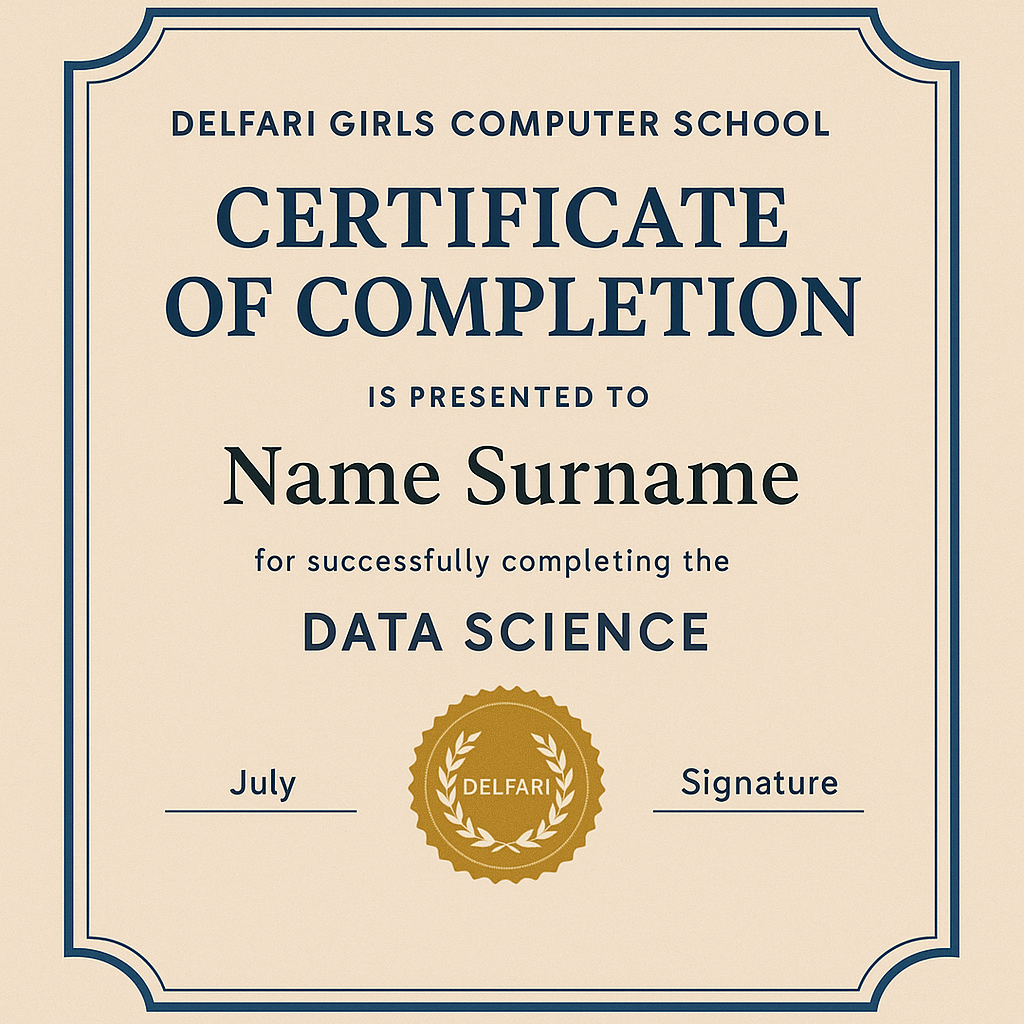 DELFARI GIRLS COMPUTER SCHOOL
CERTIFICATE
OF COMPLETION
IS PRESENTED TO
Name Surname
for successfully completing the
DATA SCIENCE
July
DELFARI
Signature